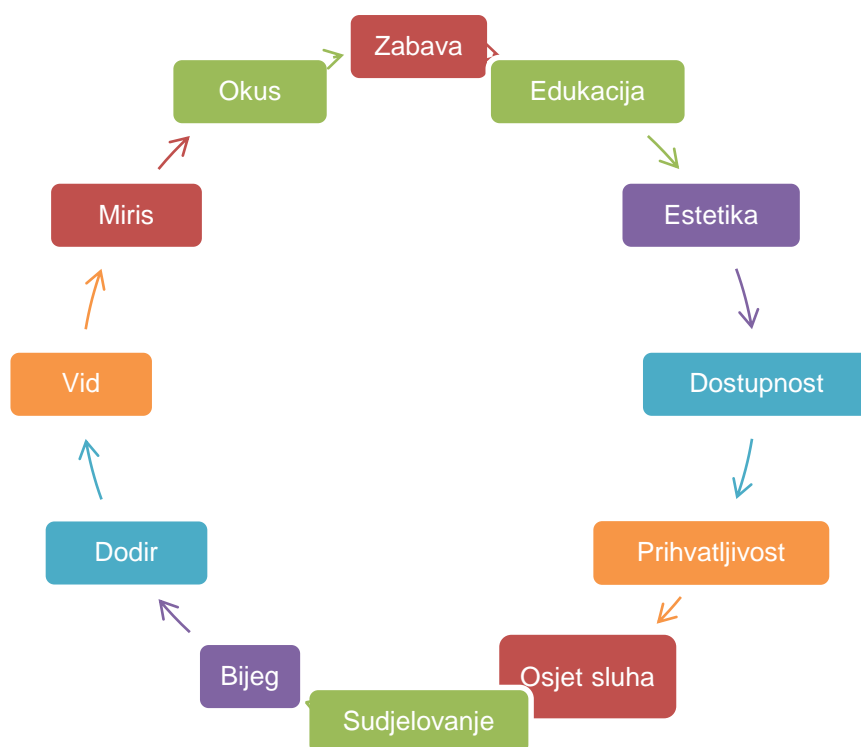 Zabava
Edukacija
Estetika
Dostupnost
Prihvatljivost
Osjet sluha
Sudjelovanje
Bijeg
Dodir
Vid
Miris
Okus